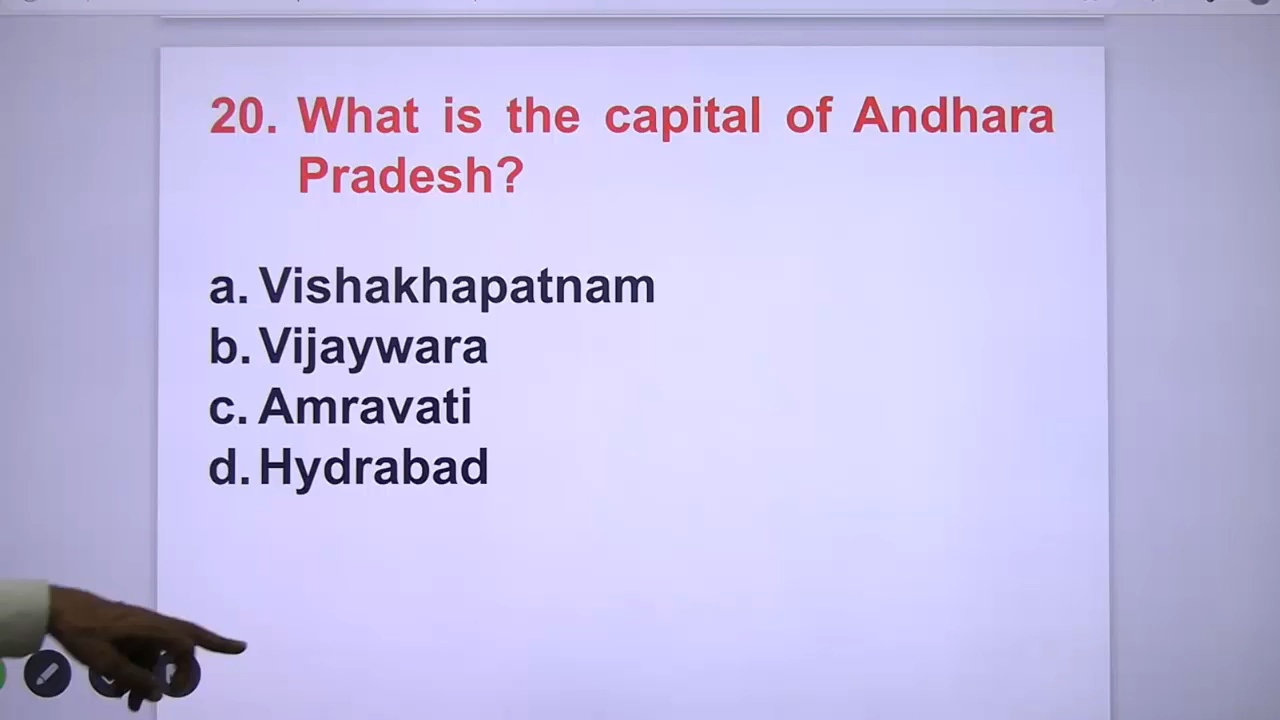 20. What is the capital of Andhara
Pradesh?
a. Vishakhapatnam
b. Vijaywara
c. Amravati
d. Hydrabad